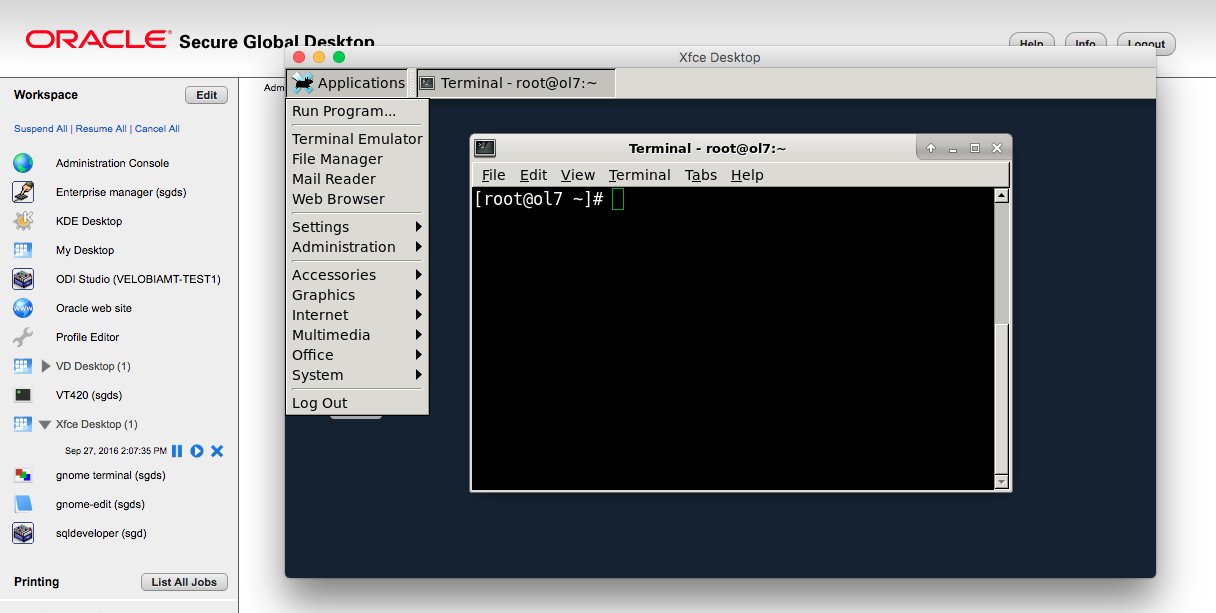 ORACLE Secure Global Desktop
Help Info Logout
Workspace Edit
Suspend All | Resume All | Cancel All
Administration Console
Enterprise manager (sgds)
KDE Desktop
My Desktop
ODI Studio (VELOBIAMT-TEST1)
Oracle web site
Profile Editor
VD Desktop (1)
VT420 (sgds)
Xfce Desktop (1)
Sep 27, 2016 2:07:35 PM
gnome terminal (sgds)
gnome-edit (sgds)
sqldeveloper (sgd)
Printing List All Jobs
Adm
Xfce Desktop
Applications Terminal - root@ol7:~
Run Program...
Terminal Emulator
File Manager
Mail Reader
Web Browser
Settings
Administration
Accessories
Graphics
Internet
Multimedia
Office
System
Log Out
Terminal - root@ol7:~
File Edit View Terminal Tabs Help
[root@ol7 ~]#